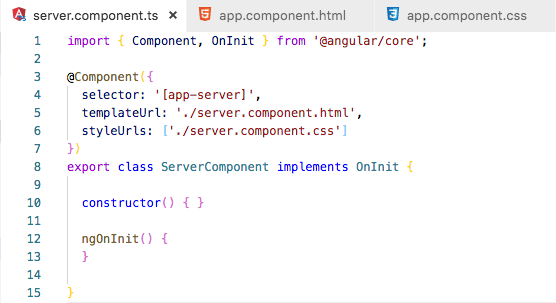 server.component.ts × app.component.html app.component.css
1 import { Component, OnInit } from '@angular/core';
2
3 @Component({
4   selector: '[app-server]',
5   templateUrl: './server.component.html',
6   styleUrls: ['./server.component.css']
7 })
8 export class ServerComponent implements OnInit {
9
10   constructor() { }
11
12   ngOnInit() {
13   }
14
15 }